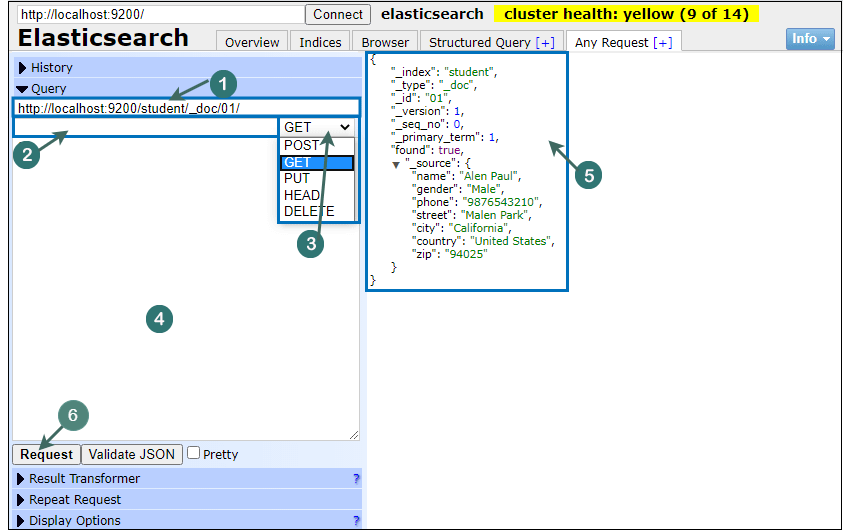 http://localhost:9200/ Connect elasticsearch cluster health: yellow (9 of 14)
Elasticsearch Overview Indices Browser Structured Query [+] Any Request [+] Info
History
Query
1
http://localhost:9200/student/_doc/01/
2
GET
POST
GET
PUT
HEAD
DELETE
3
4
6
Request Validate JSON Pretty
Result Transformer ?
Repeat Request
Display Options ?
{
"_index": "student",
"_type": "_doc",
"_id": "01",
"_version": 1,
"_seq_no": 0,
"_primary_term": 1,
"found": true,
"_source": {
"name": "Alen Paul",
"gender": "Male",
"phone": "9876543210",
"street": "Malen Park",
"city": "California",
"country": "United States",
"zip": "94025"
}
}
5